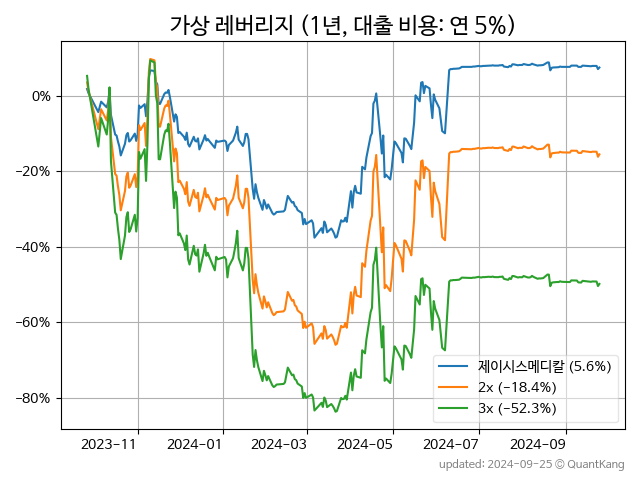 가상 레버리지 (1년, 대출 비용: 연 5%)
0%
−20%
−40%
−60%
−80%
제이시스메디칼 (5.6%)
2x (−18.4%)
3x (−52.3%)
2023−11 2024−01 2024−03 2024−05 2024−07 2024−09
updated: 2024−09−25 © QuantKang